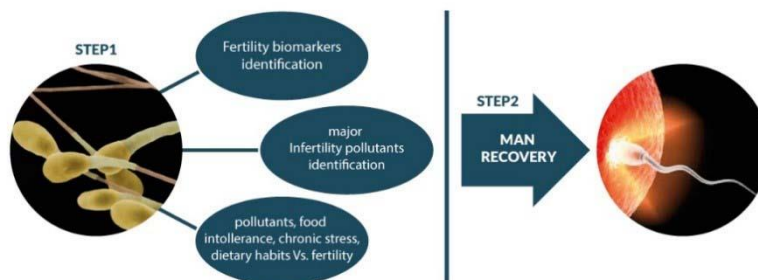 STEP1
Fertility biomarkers
identification
major
Infertility pollutants
identification
pollutants, food
intollerance, chronic stress,
dietary habits Vs. fertility
STEP2
MAN
RECOVERY